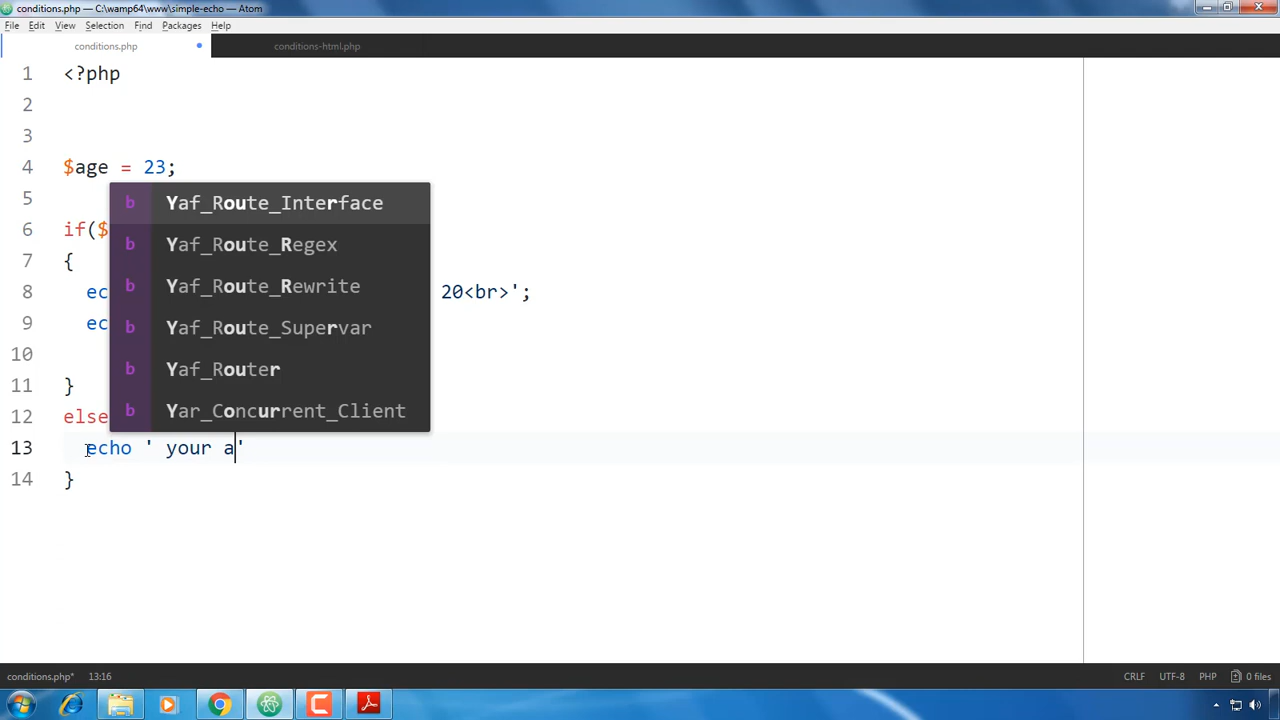 conditions.php — C:\wamp64\www\simple-echo — Atom
File Edit View Selection Find Packages Help
conditions.php conditions-html.php
1 <?php
2
3
4 $age = 23;
5
Yaf_Route_Interface
6 if($
Yaf_Route_Regex
7 {
Yaf_Route_Rewrite
8 ec 20<br>';
9 ec
Yaf_Route_Supervar
10
Yaf_Router
11 }
Yar_Concurrent_Client
12 else
13 echo ' your a'
14 }
conditions.php* 13:16 CRLF UTF-8 PHP 0 files